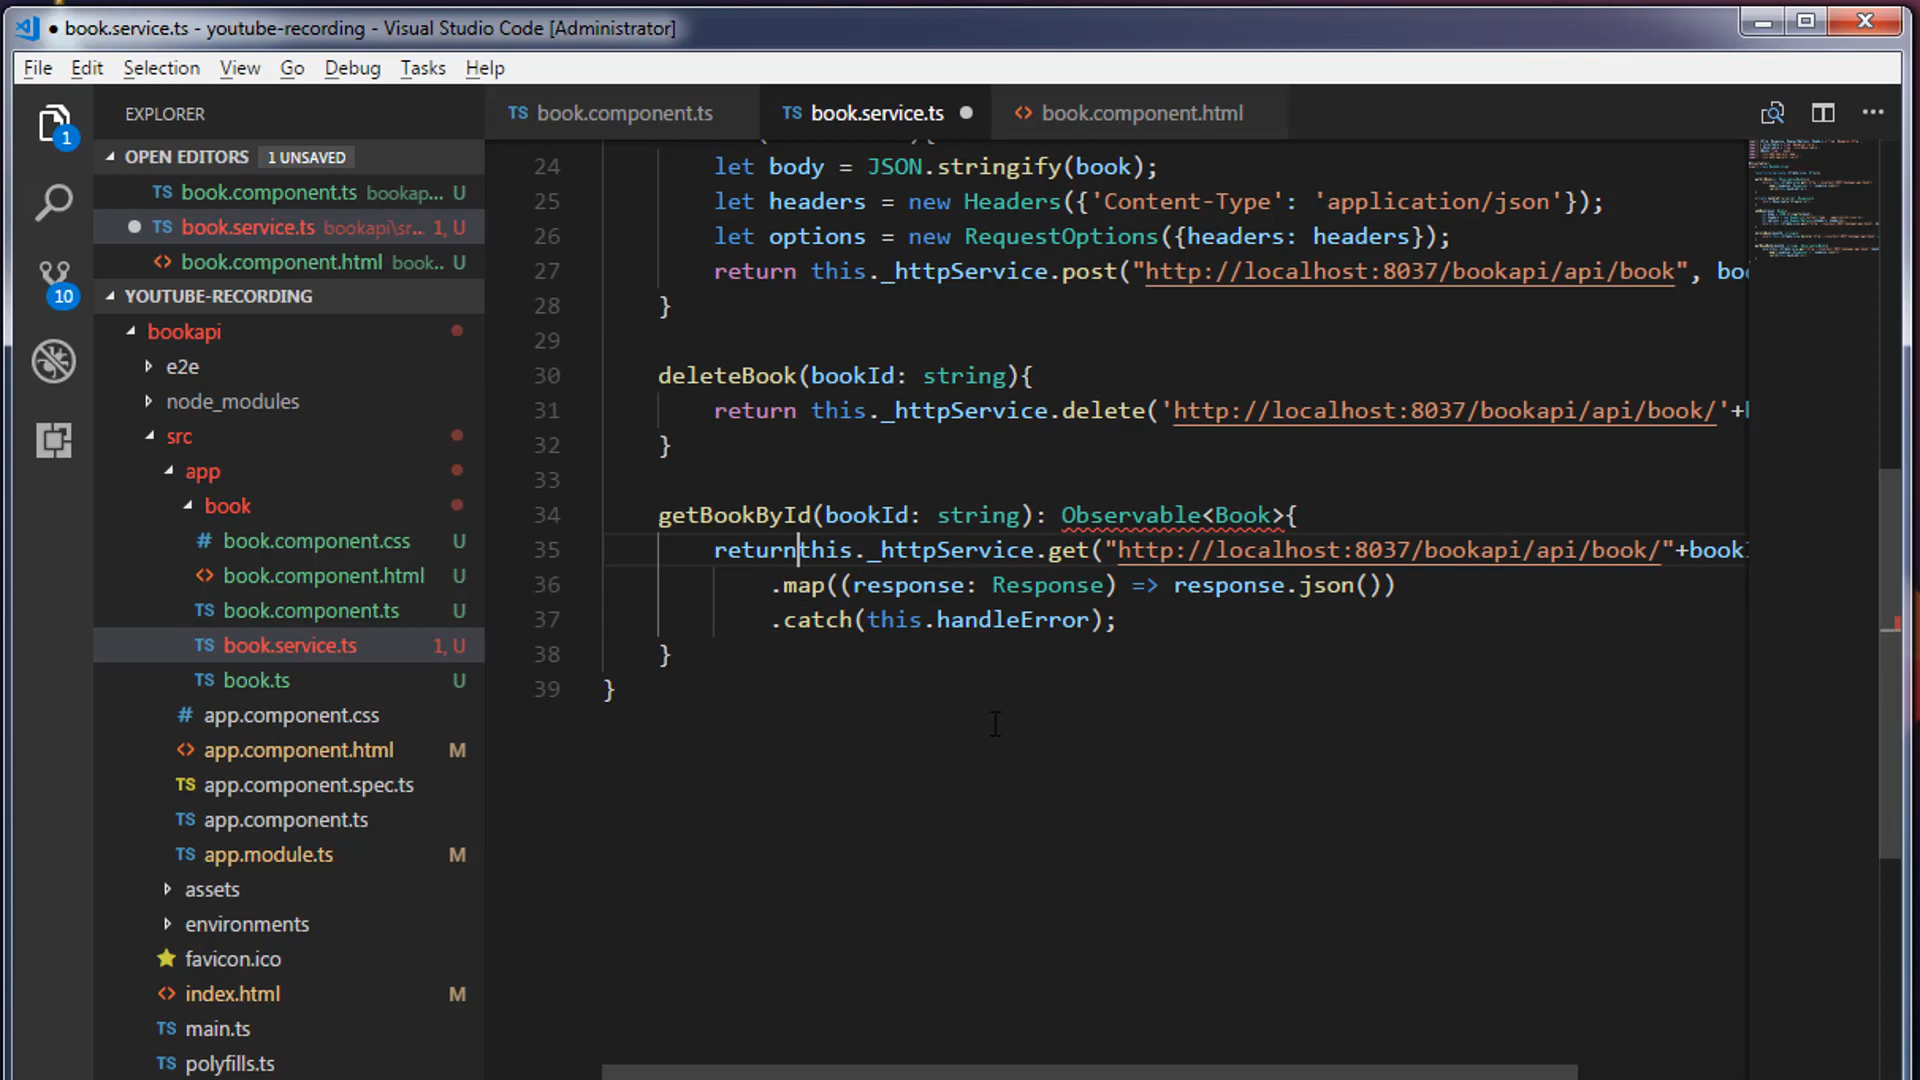 ● book.service.ts - youtube-recording - Visual Studio Code [Administrator]
File Edit Selection View Go Debug Tasks Help
EXPLORER
TS book.component.ts
TS book.service.ts ●
<> book.component.html
OPEN EDITORS 1 UNSAVED
TS book.component.ts bookap... U
● TS book.service.ts bookapi\sr... 1, U
<> book.component.html book.. U
YOUTUBE-RECORDING
bookapi
e2e
node_modules
src
app
book
# book.component.css U
<> book.component.html U
TS book.component.ts U
TS book.service.ts 1, U
TS book.ts U
# app.component.css
<> app.component.html M
TS app.component.spec.ts
TS app.component.ts
TS app.module.ts M
assets
environments
favicon.ico
<> index.html M
TS main.ts
TS polyfills.ts
1
10
24 let body = JSON.stringify(book);
25 let headers = new Headers({'Content-Type': 'application/json'});
26 let options = new RequestOptions({headers: headers});
27 return this._httpService.post("http://localhost:8037/bookapi/api/book", boo
28 }
29
30 deleteBook(bookId: string){
31 return this._httpService.delete('http://localhost:8037/bookapi/api/book/'+
32 }
33
34 getBookById(bookId: string): Observable<Book>{
35 returnthis._httpService.get("http://localhost:8037/bookapi/api/book/"+book
36 .map((response: Response) => response.json())
37 .catch(this.handleError);
38 }
39 }